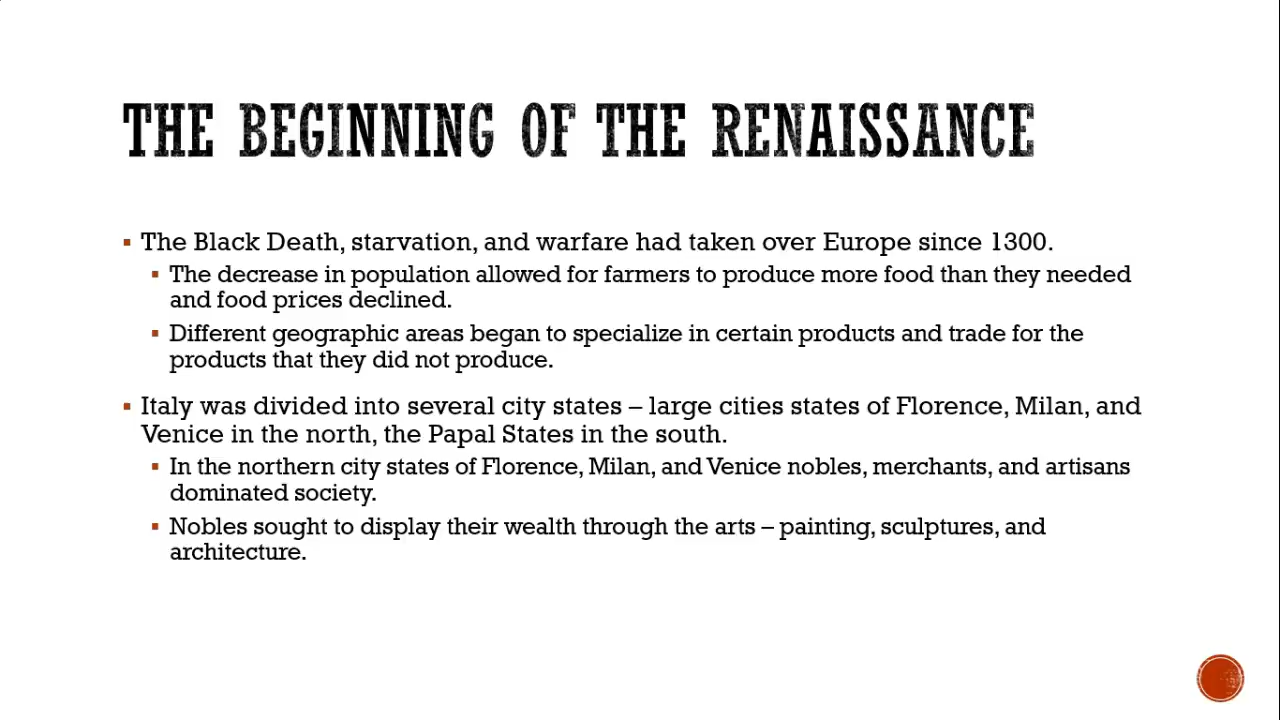 THE BEGINNING OF THE RENAISSANCE
▪ The Black Death, starvation, and warfare had taken over Europe since 1300.
▪ The decrease in population allowed for farmers to produce more food than they needed
and food prices declined.
▪ Different geographic areas began to specialize in certain products and trade for the
products that they did not produce.
▪ Italy was divided into several city states – large cities states of Florence, Milan, and
Venice in the north, the Papal States in the south.
▪ In the northern city states of Florence, Milan, and Venice nobles, merchants, and artisans
dominated society.
▪ Nobles sought to display their wealth through the arts – painting, sculptures, and
architecture.